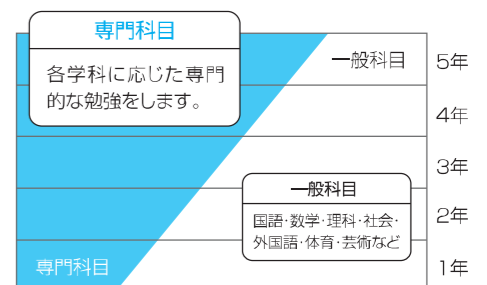 専門科目
各学科に応じた専門
的な勉強をします。
一般科目
5年
4年
3年
一般科目
国語・数学・理科・社会・
外国語・体育・芸術など
2年
専門科目
1年